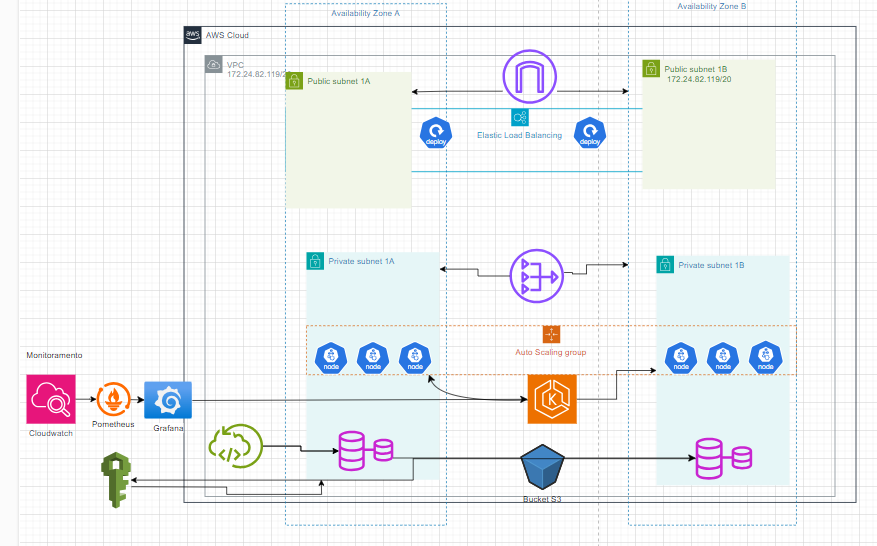 Availability Zone A
Availability Zone B
aws
AWS Cloud
VPC
172.24.82.119/2
Public subnet 1A
Public subnet 1B
172.24.82.119/20
deploy
Elastic Load Balancing
deploy
Private subnet 1A
Private subnet 1B
Auto Scaling group
node
node
node
node
node
node
Monitoramento
K
Cloudwatch
Pometheus
Grafana
</>
Bucket S3